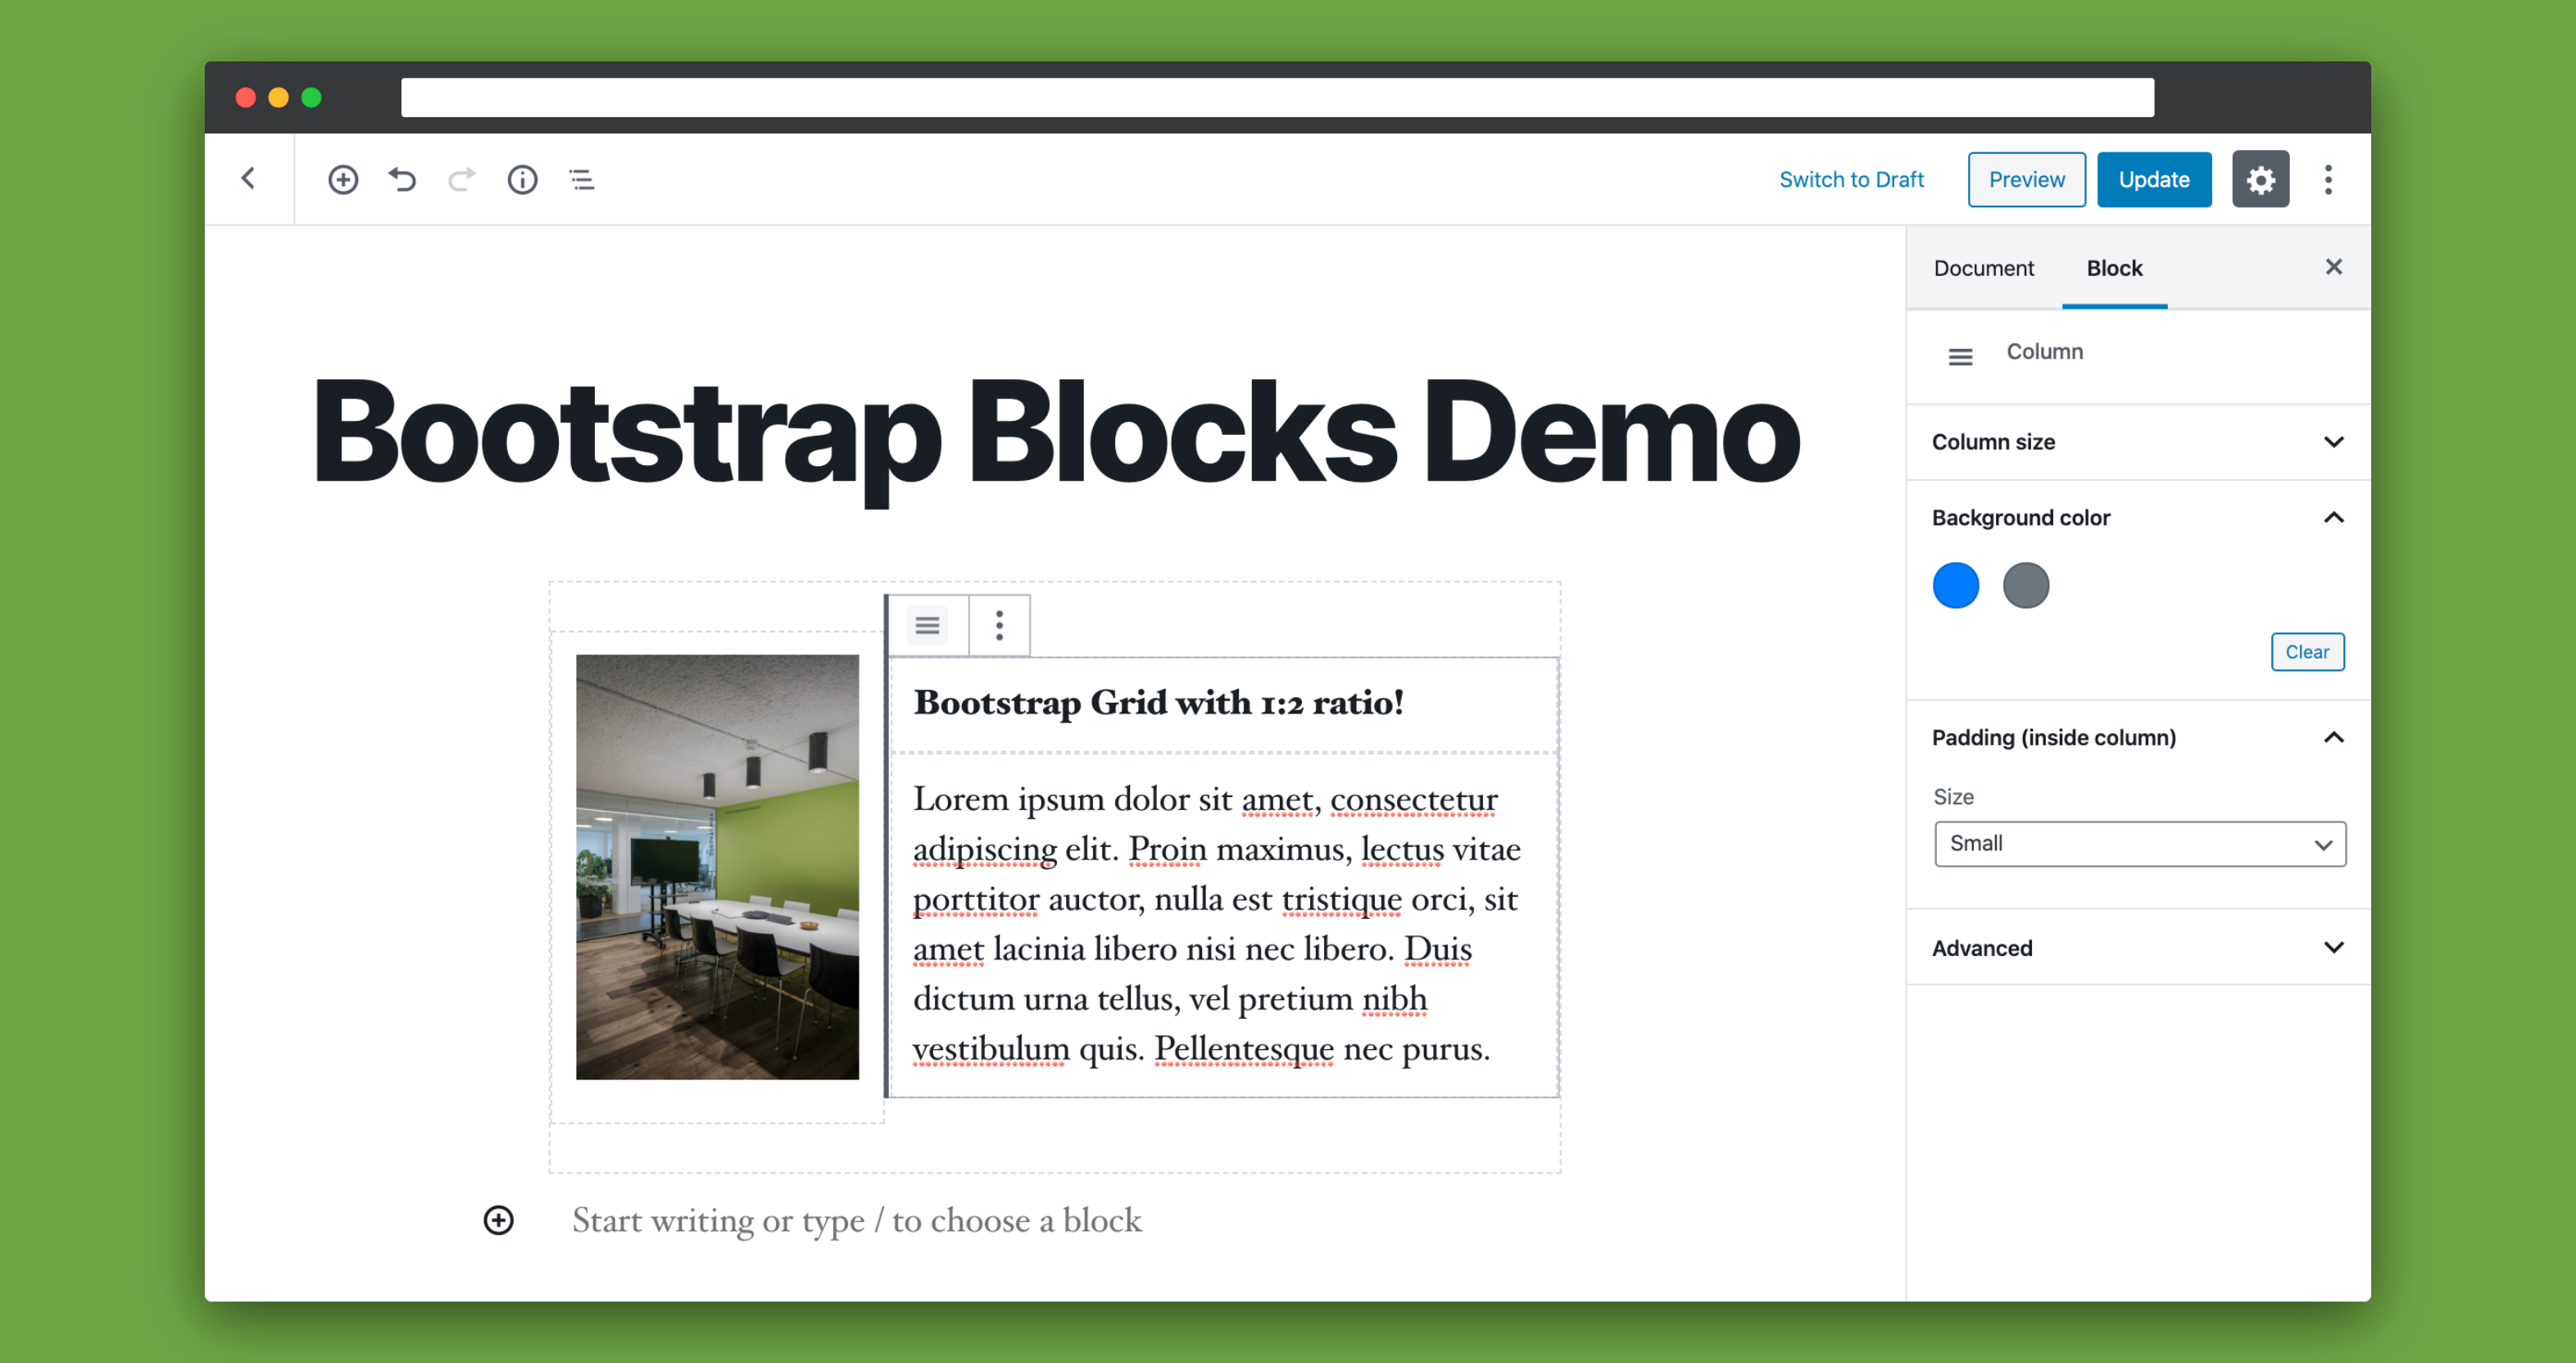 Switch to Draft
Preview
Update
Document
Block
Column
Column size
Background color
Clear
Padding (inside column)
Size
Small
Advanced
Bootstrap Blocks Demo
Bootstrap Grid with 1:2 ratio!
Lorem ipsum dolor sit amet, consectetur
adipiscing elit. Proin maximus, lectus vitae
porttitor auctor, nulla est tristique orci, sit
amet lacinia libero nisi nec libero. Duis
dictum urna tellus, vel pretium nibh
vestibulum quis. Pellentesque nec purus.
Start writing or type / to choose a block